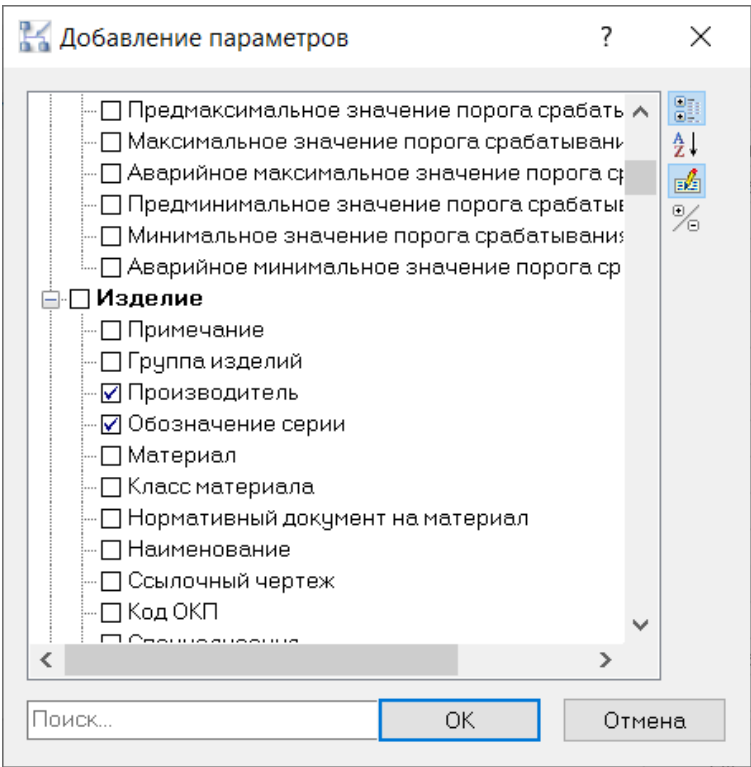 Добавление параметров
?
Предмаксимальное значение порога срабать
Максимальное значение порога срабатывани
Аварийное максимальное значение порога ср
Предминимальное значение порога срабатыв
Минимальное значение порога срабатывания
Аварийное минимальное значение порога ср
Изделие
Примечание
Группа изделий
Производитель
Обозначение серии
Материал
Класс материала
Нормативный документ на материал
Наименование
Ссылочный чертеж
Код ОКП
A
Z
Поиск...
ОК
Отмена